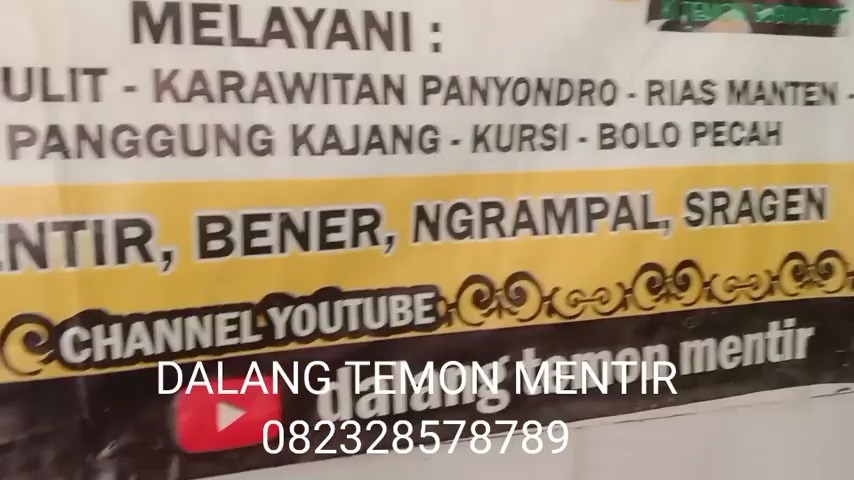 MELAYANI :
ULIT - KARAWITAN PANYONDRO - RIAS MANTEN -
PANGGUNG KAJANG - KURSI - BOLO PECAH
ENTIR, BENER, NGRAMPAL, SRAGEN
CHANNEL YOUTUBE
dalang temon mentir
DALANG TEMON MENTIR
082328578789